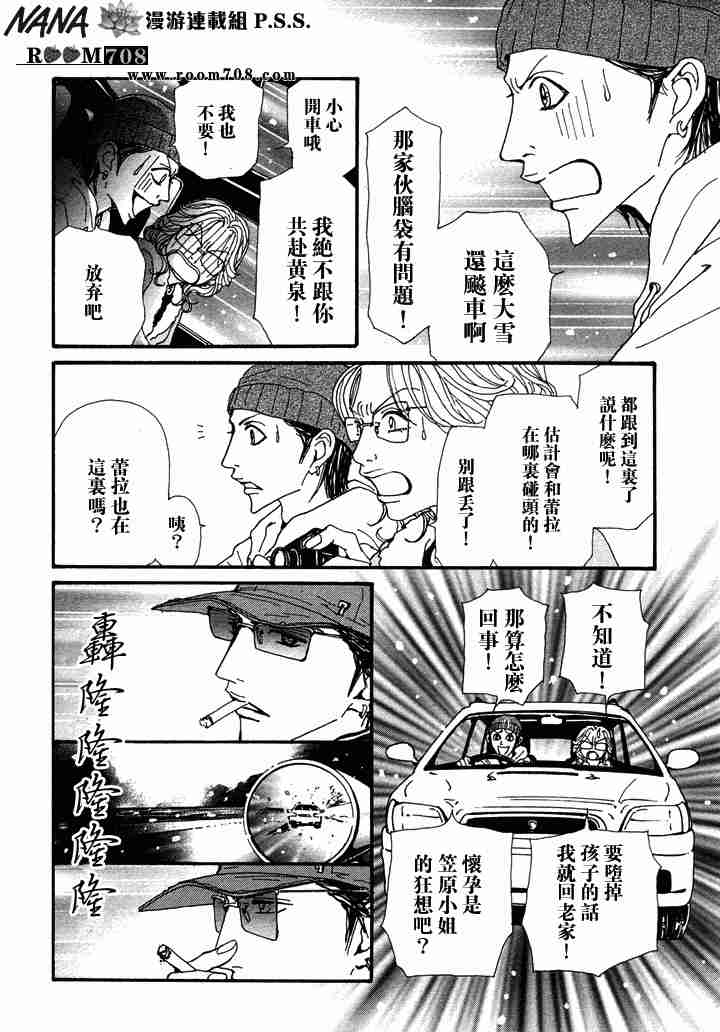 NANA 漫游連載組 P.S.S.
ROOM708
www.room708.com
那家伙腦袋有問題！
這麼大雪
還飈車啊
小心
開車哦
我絕不跟你
共赴黃泉！
我也
不要！
放弃吧
都跟到這裏了
説什麼呢！
估計會和蕾拉
在哪裏碰頭的！
別跟丟了！
咦？
蕾拉也在
這裏嗎？
不知道！
那算怎麼
回事！
要墮掉
孩子的話
我就回老家！
懷孕是
笠原小姐
的狂想吧？
轟隆隆隆隆隆